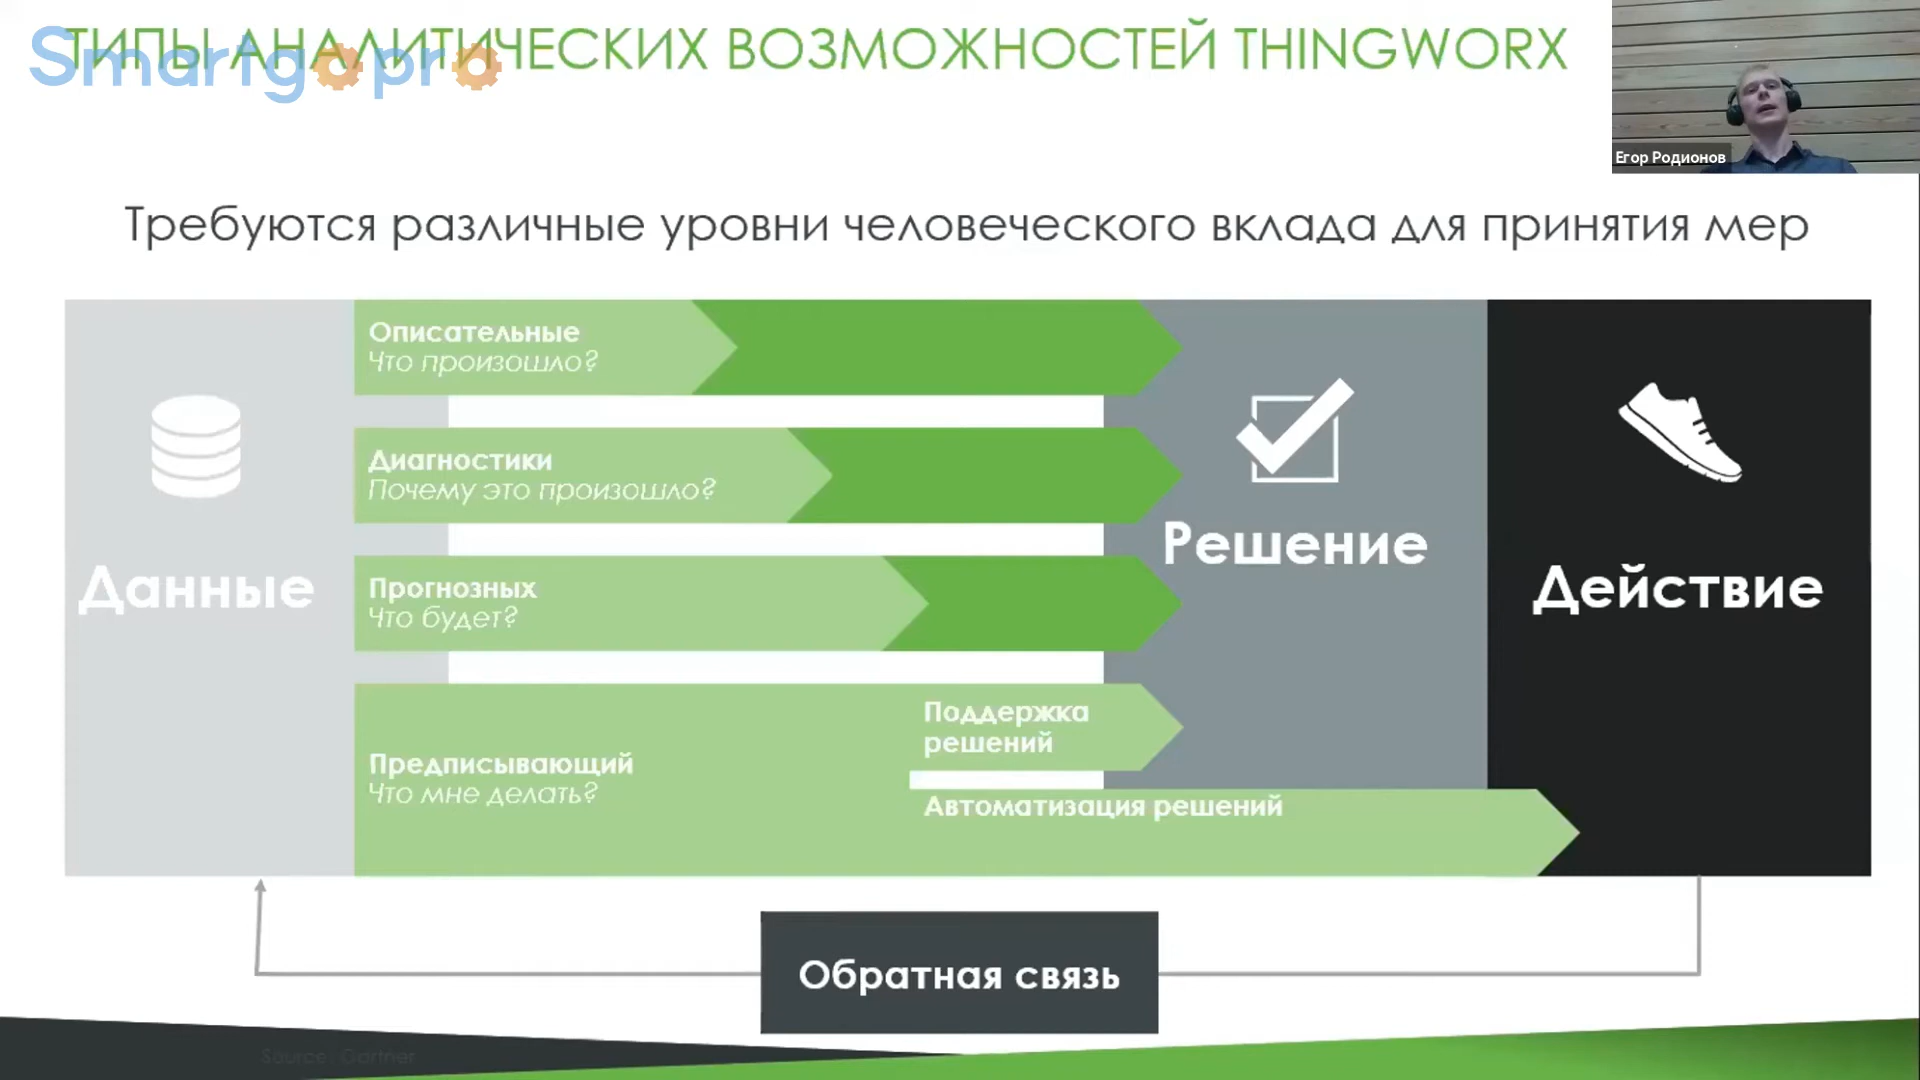 ТИПЫ АНАЛИТИЧЕСКИХ ВОЗМОЖНОСТЕЙ THINGWORX
Smartgopro
Егор Родионов
Требуются различные уровни человеческого вклада для принятия мер
Описательные
Что произошло?
Диагностики
Почему это произошло?
Прогнозных
Что будет?
Предписывающий
Что мне делать?
Поддержка
решений
Автоматизация решений
Данные
Решение
Действие
Обратная связь
Source: Gartner